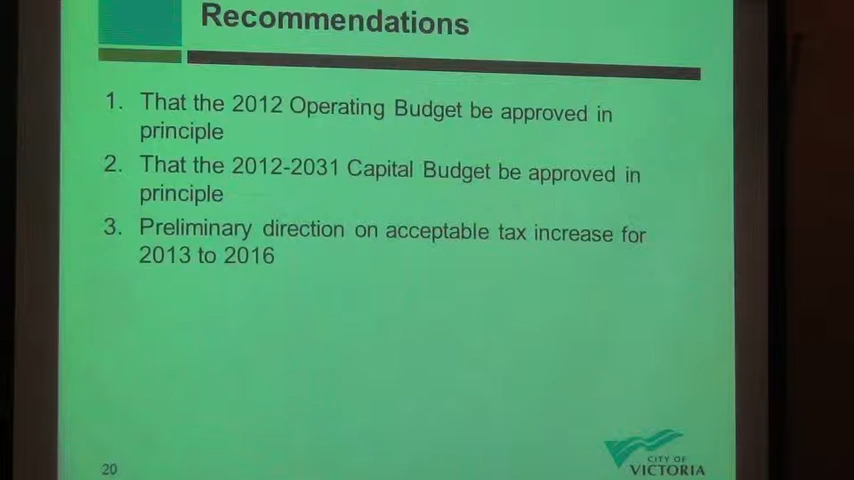 Recommendations
1. That the 2012 Operating Budget be approved in
principle
2. That the 2012-2031 Capital Budget be approved in
principle
3. Preliminary direction on acceptable tax increase for
2013 to 2016
20
CITY OF
VICTORIA